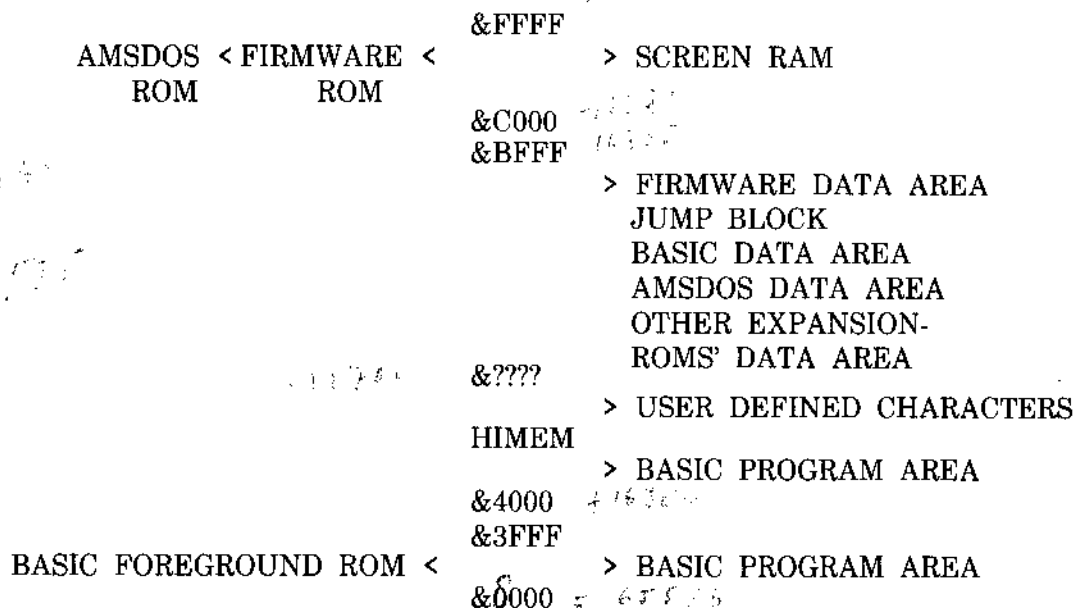 &FFFF
AMSDOS < FIRMWARE < > SCREEN RAM
ROM ROM
&C000
&BFFF
> FIRMWARE DATA AREA
JUMP BLOCK
BASIC DATA AREA
AMSDOS DATA AREA
OTHER EXPANSION-
ROMS' DATA AREA
&????
> USER DEFINED CHARACTERS
HIMEM
> BASIC PROGRAM AREA
&4000
&3FFF
BASIC FOREGROUND ROM < > BASIC PROGRAM AREA
&0000